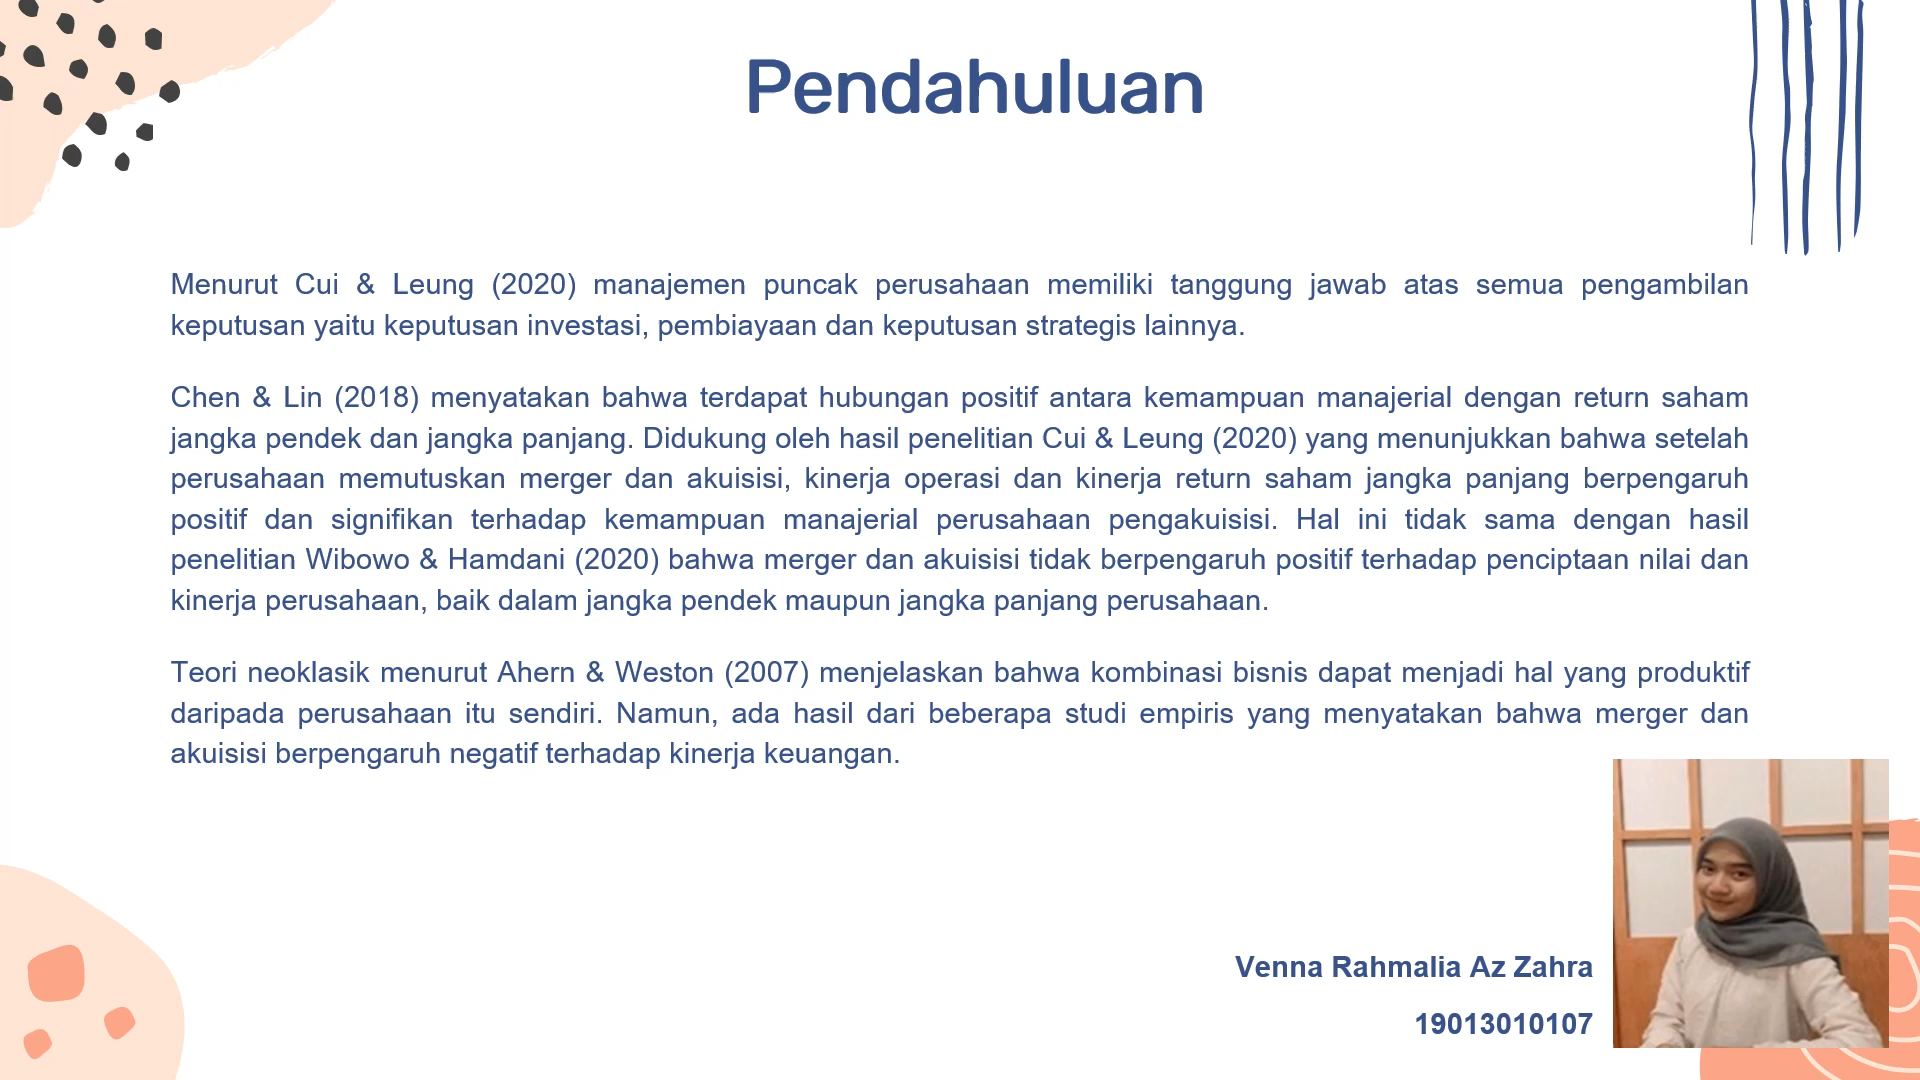 Pendahuluan
Menurut Cui & Leung (2020) manajemen puncak perusahaan memiliki tanggung jawab atas semua pengambilan
keputusan yaitu keputusan investasi, pembiayaan dan keputusan strategis lainnya.
Chen & Lin (2018) menyatakan bahwa terdapat hubungan positif antara kemampuan manajerial dengan return saham
jangka pendek dan jangka panjang. Didukung oleh hasil penelitian Cui & Leung (2020) yang menunjukkan bahwa setelah
perusahaan memutuskan merger dan akuisisi, kinerja operasi dan kinerja return saham jangka panjang berpengaruh
positif dan signifikan terhadap kemampuan manajerial perusahaan pengakuisisi. Hal ini tidak sama dengan hasil
penelitian Wibowo & Hamdani (2020) bahwa merger dan akuisisi tidak berpengaruh positif terhadap penciptaan nilai dan
kinerja perusahaan, baik dalam jangka pendek maupun jangka panjang perusahaan.
Teori neoklasik menurut Ahern & Weston (2007) menjelaskan bahwa kombinasi bisnis dapat menjadi hal yang produktif
daripada perusahaan itu sendiri. Namun, ada hasil dari beberapa studi empiris yang menyatakan bahwa merger dan
akuisisi berpengaruh negatif terhadap kinerja keuangan.
Venna Rahmalia Az Zahra
19013010107